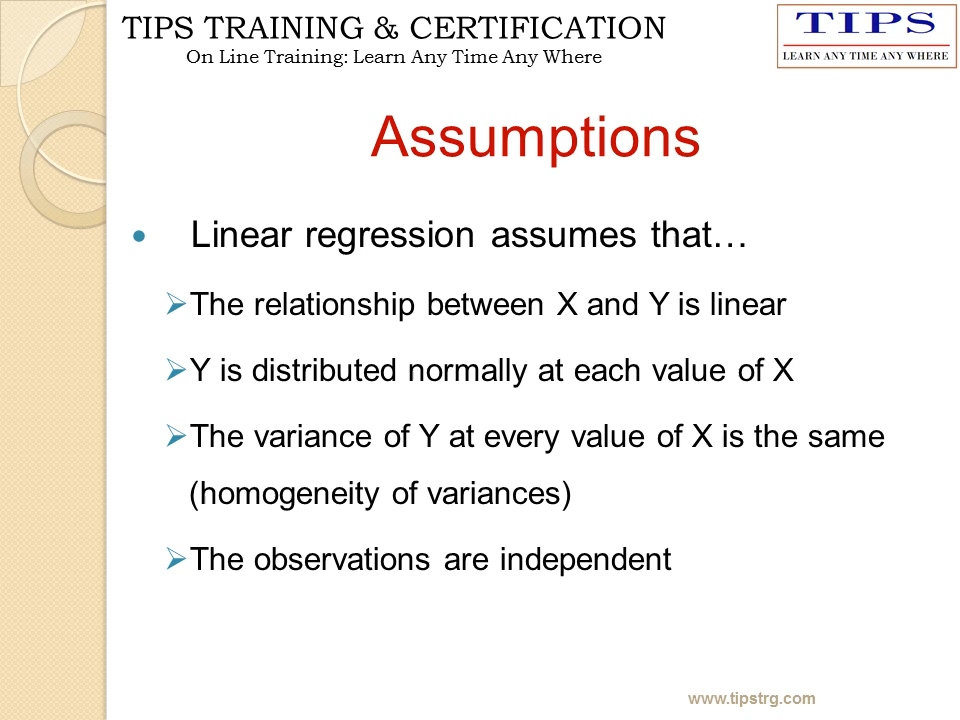 TIPS TRAINING & CERTIFICATION
On Line Training: Learn Any Time Any Where
TIPS
LEARN ANY TIME ANY WHERE
Assumptions
• Linear regression assumes that…
➢ The relationship between X and Y is linear
➢ Y is distributed normally at each value of X
➢ The variance of Y at every value of X is the same
(homogeneity of variances)
➢ The observations are independent
www.tipstrg.com